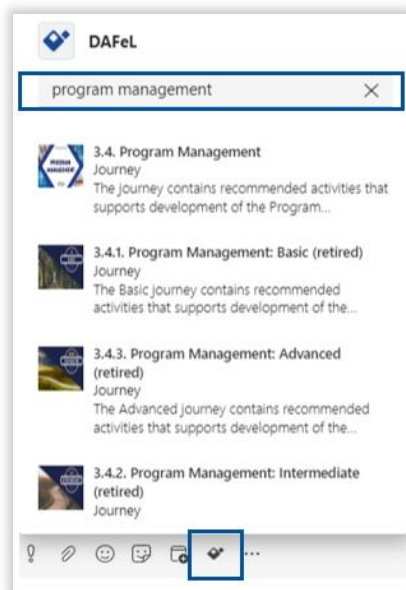 DAFeL
program management
3.4. Program Management
Journey
The journey contains recommended activities that
supports development of the Program...
3.4.1. Program Management: Basic (retired)
Journey
The Basic journey contains recommended
activities that supports development of the...
3.4.3. Program Management: Advanced
(retired)
Journey
The Advanced journey contains recommended
activities that supports development of the...
3.4.2. Program Management: Intermediate
(retired)
Journey